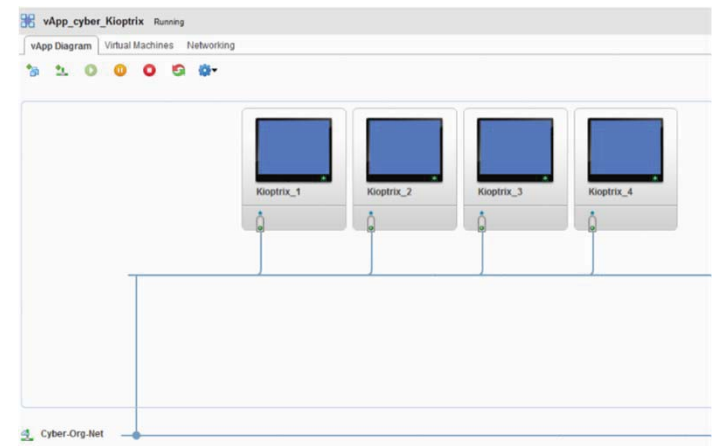 vApp_cyber_Kioptrix Running
vApp Diagram Virtual Machines Networking
Kioptrix_1 Kioptrix_2 Kioptrix_3 Kioptrix_4
Cyber-Org-Net